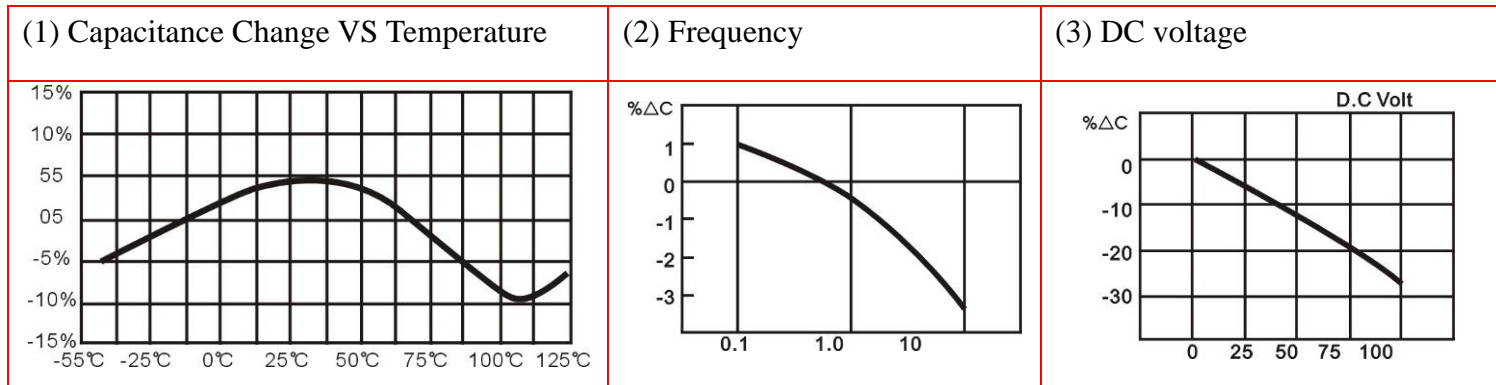 (1) Capacitance Change VS Temperature
(2) Frequency
(3) DC voltage
15%
10%
55
05
-5%
-10%
-15%
-55℃ -25℃ 0℃ 25℃ 50℃ 75℃ 100℃ 125℃
%△C
1
0
-1
-2
-3
0.1 1.0 10
D.C Volt
%△C
0
-10
-20
-30
0 25 50 75 100